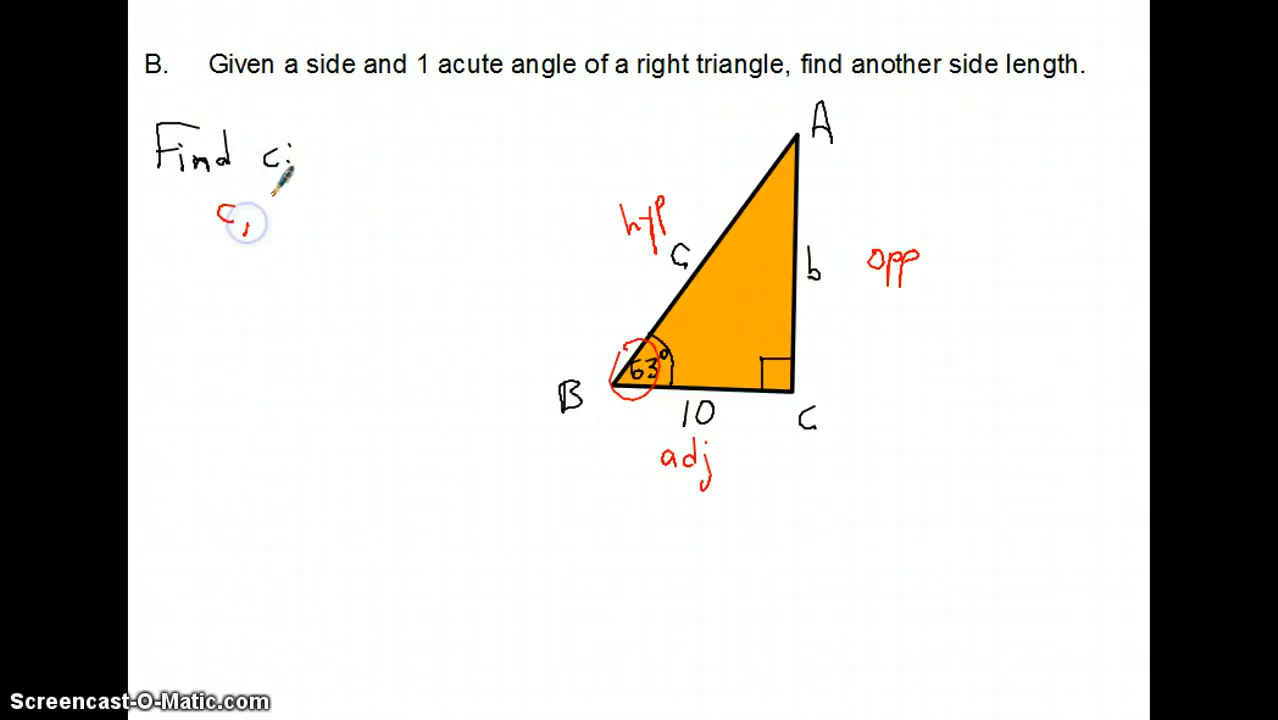 B. Given a side and 1 acute angle of a right triangle, find another side length.
Find c:
c,
A
hyp
c
b
opp
63°
B
10
C
adj
Screencast-O-Matic.com